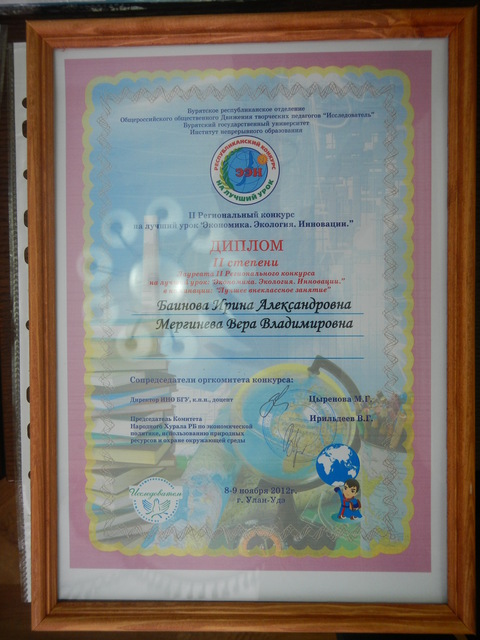 Бурятское республиканское отделение
Общероссийского общественного Движения творческих педагогов "Исследователь"
Бурятский государственный университет
Институт непрерывного образования
РЕСПУБЛИКАНСКИЙ КОНКУРС
ЭЭИ
НА ЛУЧШИЙ УРОК
II Региональный конкурс
на лучший урок "Экономика. Экология. Инновации."
ДИПЛОМ
II степени
Лауреата II Регионального конкурса
на лучший урок: "Экономика. Экология. Инновации."
в номинации: "Лучшее внеклассное занятие"
Баинова Ирина Александровна
Мергинева Вера Владимировна
Сопредседатели оргкомитета конкурса:
Директор ИНО БГУ, к.п.н., доцент Цыренова М.Г.
Председатель Комитета Ирильдеев В.Г.
Народного Хурала РБ по экономической
политике, использованию природных
ресурсов и охране окружающей среды
8-9 ноября 2012г.
г. Улан-Удэ